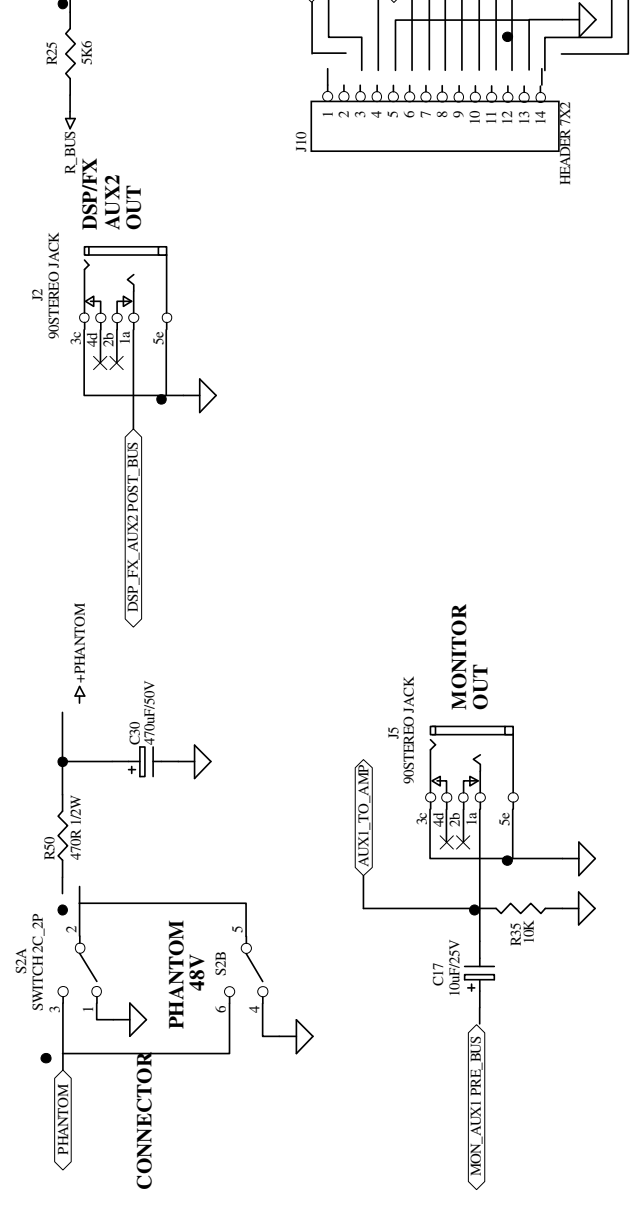 R25
5K6
R_BUS
DSP/FX
AUX2
OUT
J2
90STEREO JACK
3c
4d
2b
1a
5e
DSP_FX_AUX2 POST_BUS
J10
1
2
3
4
5
6
7
8
9
10
11
12
13
14
HEADER 7X2
+PHANTOM
C30
470uF/50V
+
R50
470R 1/2W
S2A
SWITCH 2C_2P
3
2
1
PHANTOM
48V
S2B
5
6
4
PHANTOM
CONNECTOR
MONITOR
OUT
J5
90STEREO JACK
3c
4d
2b
1a
5e
AUX1_TO_AMP
R35
10K
C17
10uF/25V
+
MON_AUX1 PRE_BUS